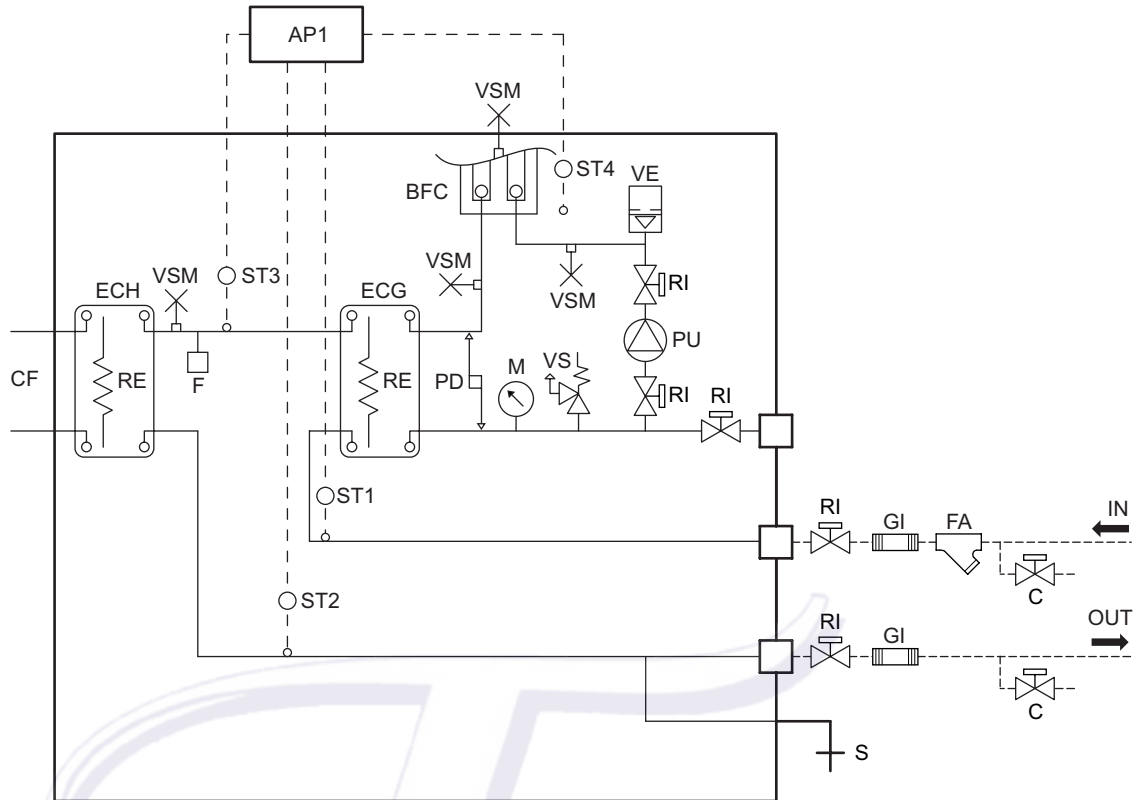 AP1
VSM
ST4
VE
BFC
VSM
ST3
VSM
VSM
RI
ECH
ECG
PU
CF
RE
F
RE
PD
M
VS
RI
RI
ST1
RI
GI
FA
IN
C
ST2
RI
GI
OUT
C
S